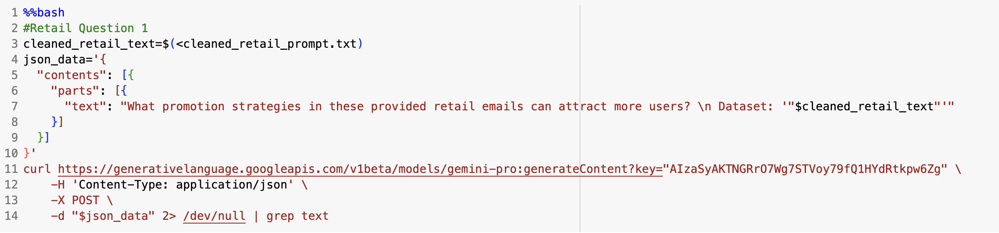 1 %%bash
2 #Retail Question 1
3 cleaned_retail_text=$(<cleaned_retail_prompt.txt)
4 json_data='{
5   "contents": [{
6     "parts": [{
7       "text": "What promotion strategies in these provided retail emails can attract more users? \n Dataset: '"$cleaned_retail_text"'"
8     }]
9   }]
10 }'
11 curl https://generativelanguage.googleapis.com/v1beta/models/gemini-pro:generateContent?key="AIzaSyAKTNGRrO7Wg7STVoy79fQ1HYdRtkpw6Zg" \
12     -H 'Content-Type: application/json' \
13     -X POST \
14     -d "$json_data" 2> /dev/null | grep text